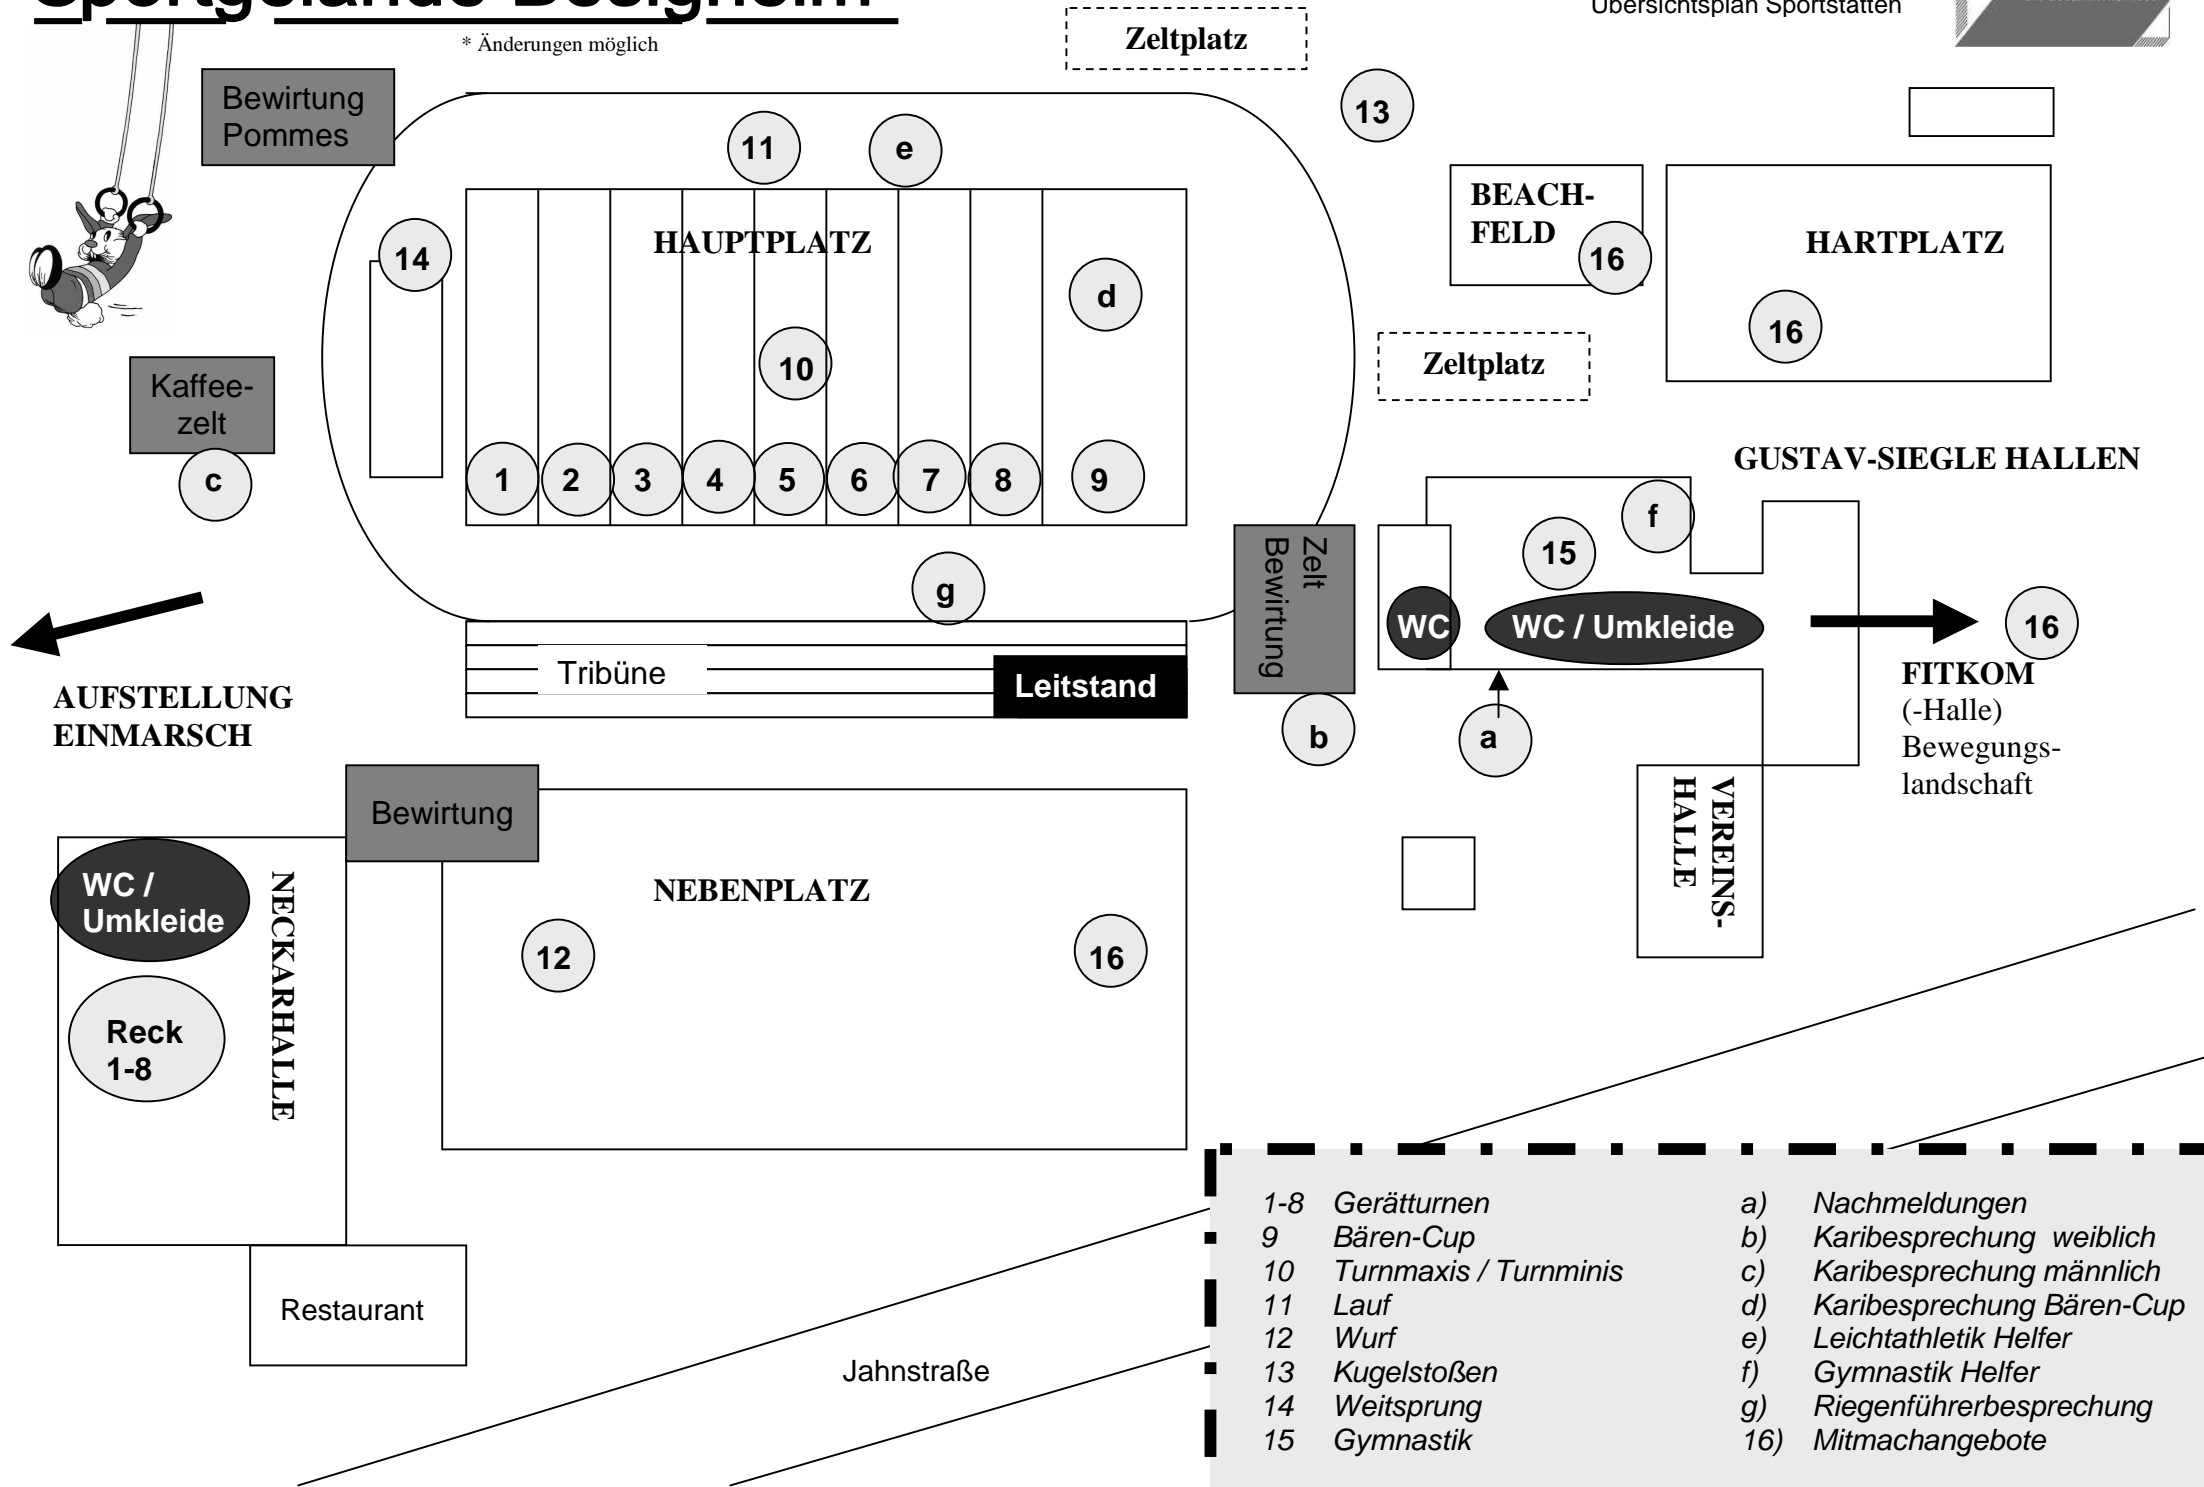 Sportgelände Besigheim
* Änderungen möglich
Übersichtsplan Sportstätten
Zeltplatz
Bewirtung
Pommes
13
11
e
BEACH-
FELD
16
HARTPLATZ
16
14
HAUPTPLATZ
d
10
Zeltplatz
Kaffee-
zelt
c
1
2
3
4
5
6
7
8
9
GUSTAV-SIEGLE HALLEN
f
15
g
Zelt
Bewirtung
WC
WC / Umkleide
16
FITKOM
(-Halle)
Bewegungs-
landschaft
Tribüne
Leitstand
AUFSTELLUNG
EINMARSCH
b
a
VEREINS-
HALLE
Bewirtung
WC /
Umkleide
NECKARHALLE
NEBENPLATZ
12
16
Reck
1-8
Restaurant
Jahnstraße
1-8 Gerätturnen
9 Bären-Cup
10 Turnmaxis / Turnminis
11 Lauf
12 Wurf
13 Kugelstoßen
14 Weitsprung
15 Gymnastik
a) Nachmeldungen
b) Karibesprechung weiblich
c) Karibesprechung männlich
d) Karibesprechung Bären-Cup
e) Leichtathletik Helfer
f) Gymnastik Helfer
g) Riegenführerbesprechung
16) Mitmachangebote